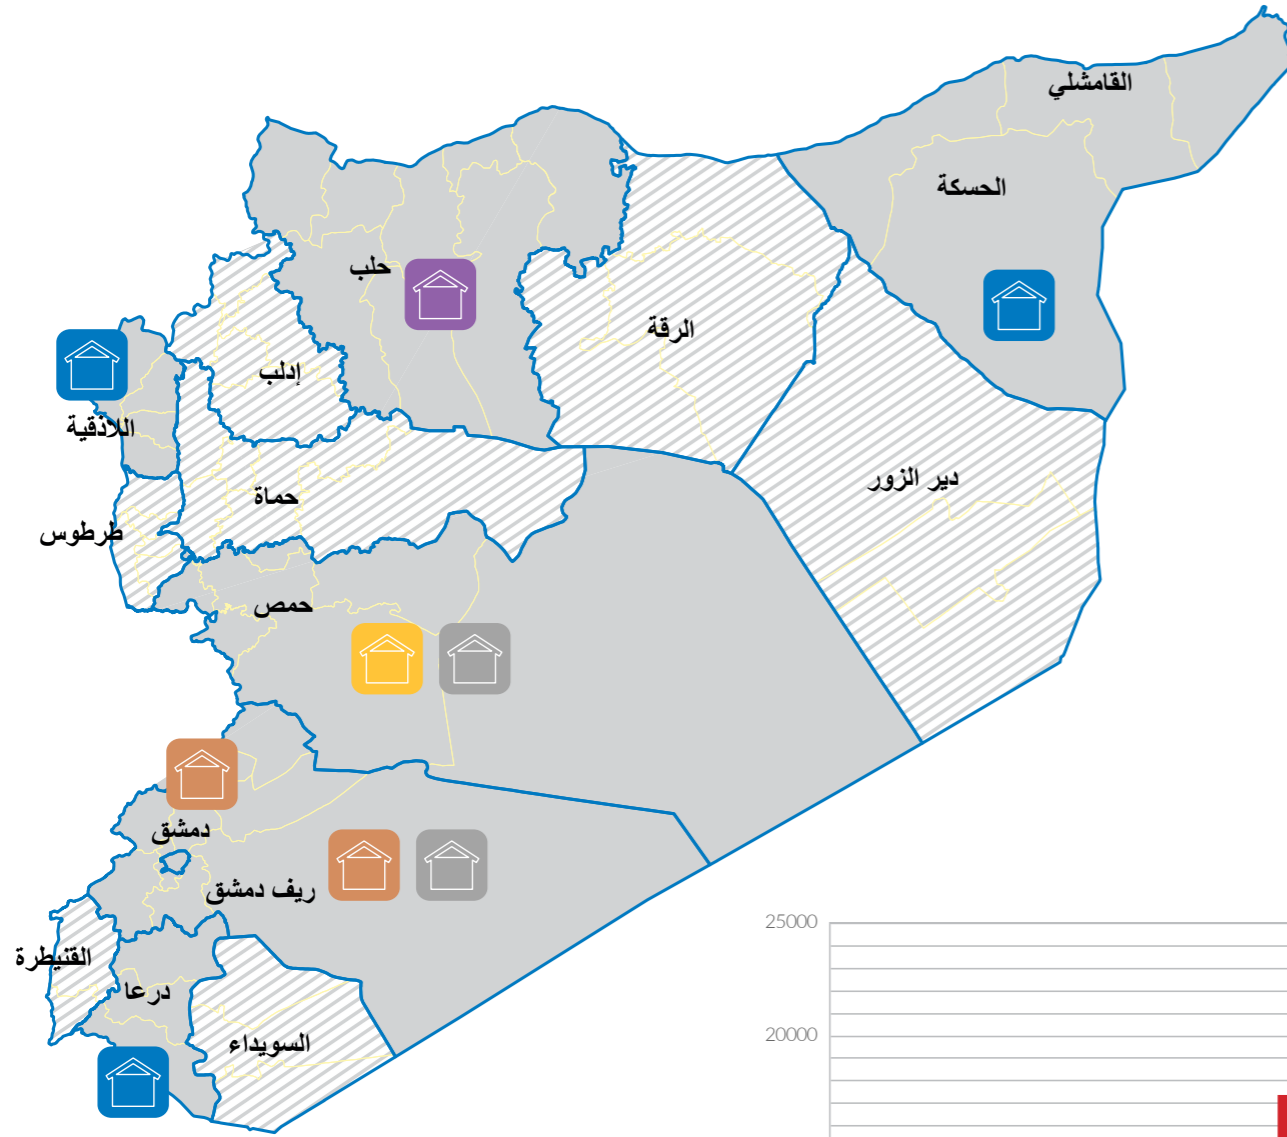 القامشلي
الحسكة
حلب
الرقة
إدلب
اللاذقية
دير الزور
حماة
طرطوس
حمص
دمشق
ريف دمشق
القنيطرة
درعا
السويداء
25000
20000